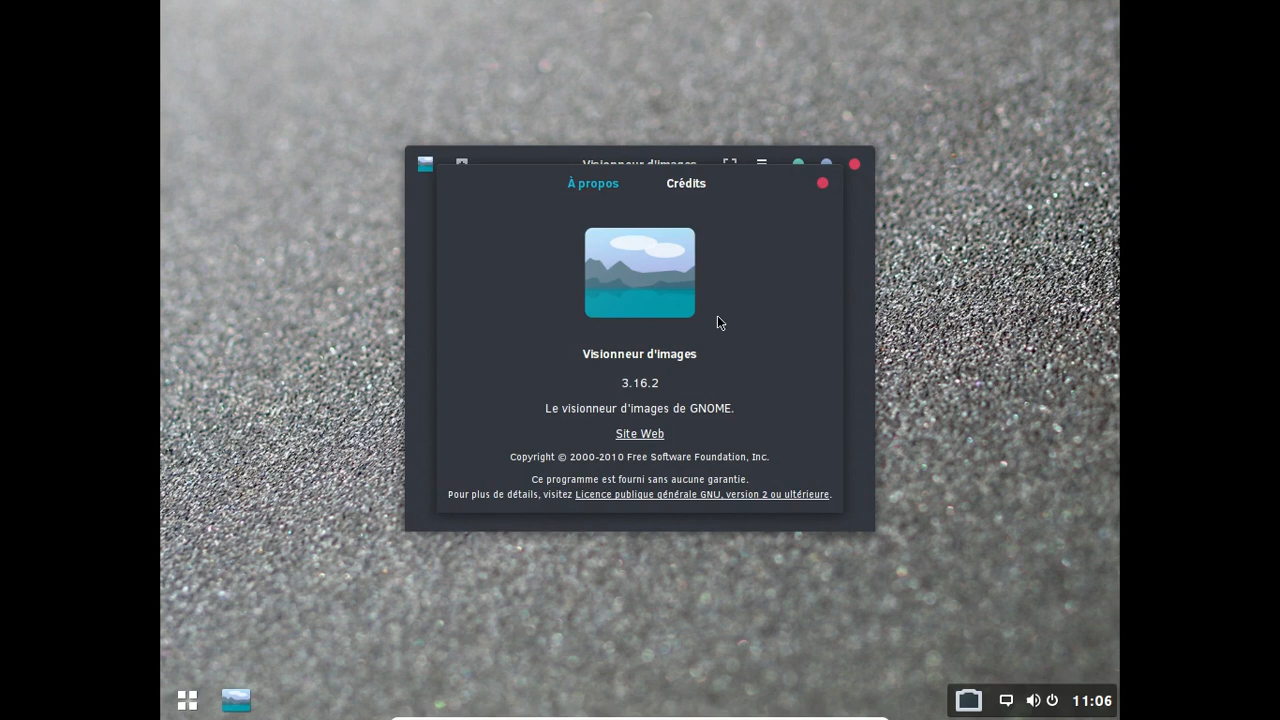 Visionneur d'images
À propos
Crédits
Visionneur d'images
3.16.2
Le visionneur d'images de GNOME.
Site Web
Copyright © 2000-2010 Free Software Foundation, Inc.
Ce programme est fourni sans aucune garantie.
Pour plus de détails, visitez Licence publique générale GNU, version 2 ou ultérieure.
11:06